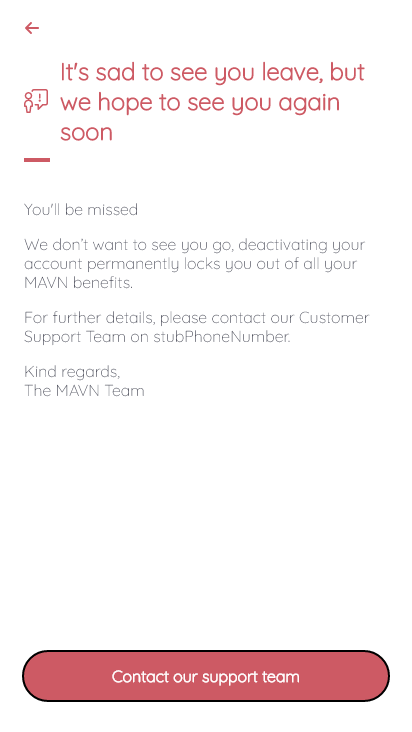 It's sad to see you leave, but
we hope to see you again
soon
You'll be missed
We don't want to see you go, deactivating your
account permanently locks you out of all your
MAVN benefits.
For further details, please contact our Customer
Support Team on stubPhoneNumber.
Kind regards,
The MAVN Team
Contact our support team